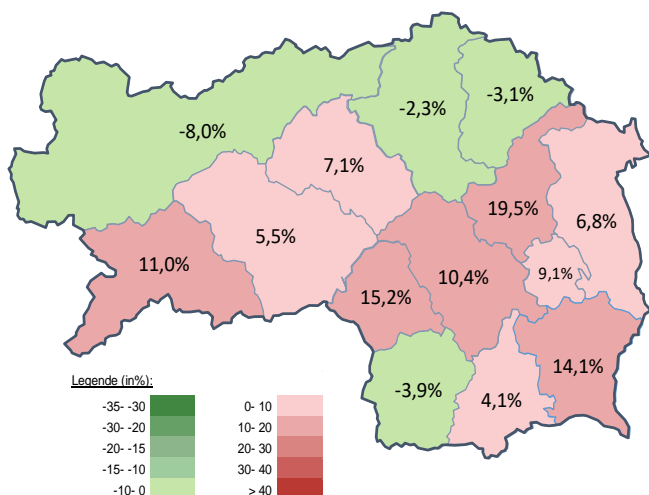 -3,1%
-2,3%
-8,0%
7,1%
19,5%
6,8%
5,5%
11,0%
10,4%
9,1%
15,2%
14,1%
-3,9%
4,1%
Legende (in%):
-35- -30 0- 10
-30- -20 10- 20
-20- -15 20- 30
-15- -10 30- 40
-10- 0 > 40